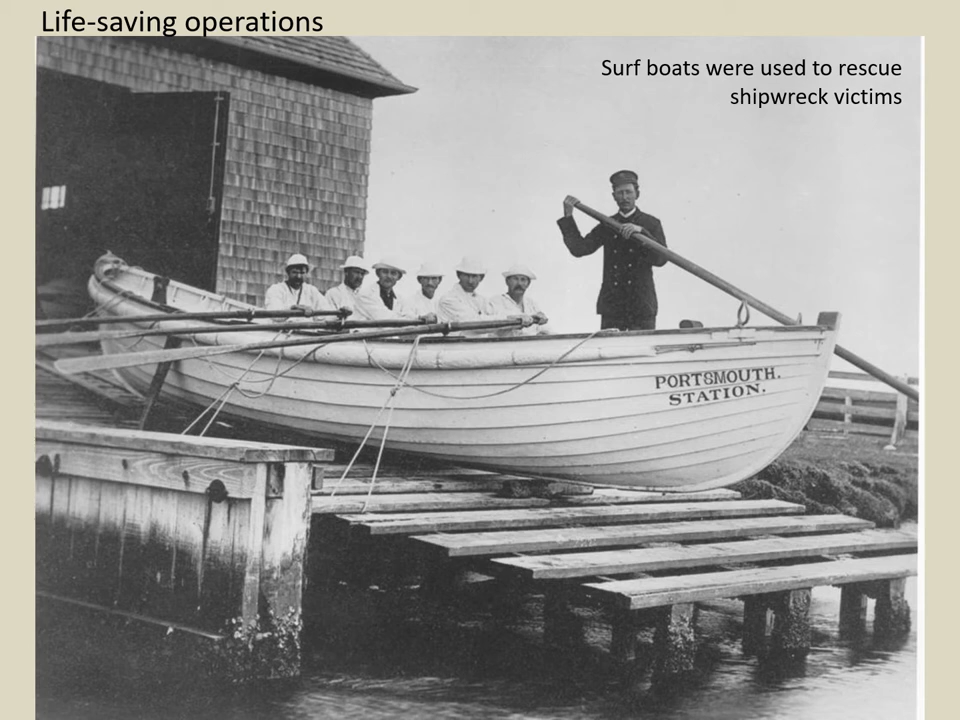 Life-saving operations
Surf boats were used to rescue
shipwreck victims
PORTSMOUTH.
STATION.